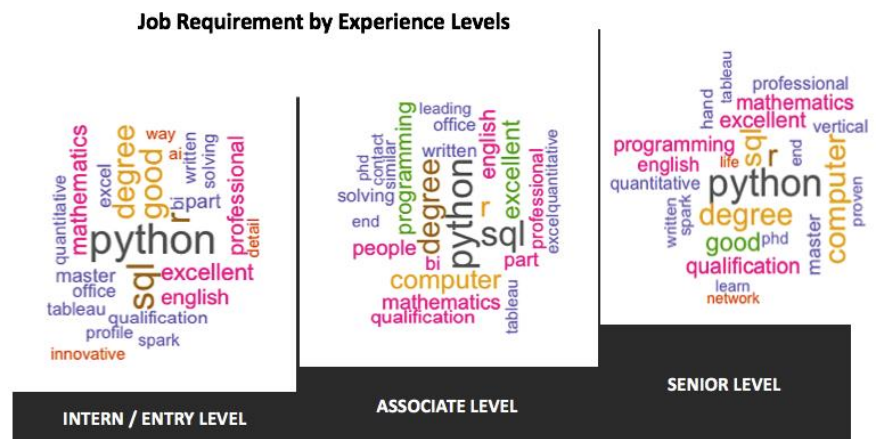 Job Requirement by Experience Levels
way
ai
written
solving
professional
detail
mathematics
quantitative
excel
degree
good
bi
part
r
python
sql
master
office
excellent
english
tableau
qualification
profile
spark
innovative
INTERN / ENTRY LEVEL
leading
office
english
excellent
programming
written
phd
contact
similar
solving
end
degree
python
r
sql
professional
excel
quantitative
people
bi
part
computer
mathematics
qualification
tableau
ASSOCIATE LEVEL
tableau
hand
professional
mathematics
excellent
vertical
programming
english
life
sql
r
end
computer
quantitative
python
proven
written
spark
degree
good
phd
master
qualification
learn
network
SENIOR LEVEL